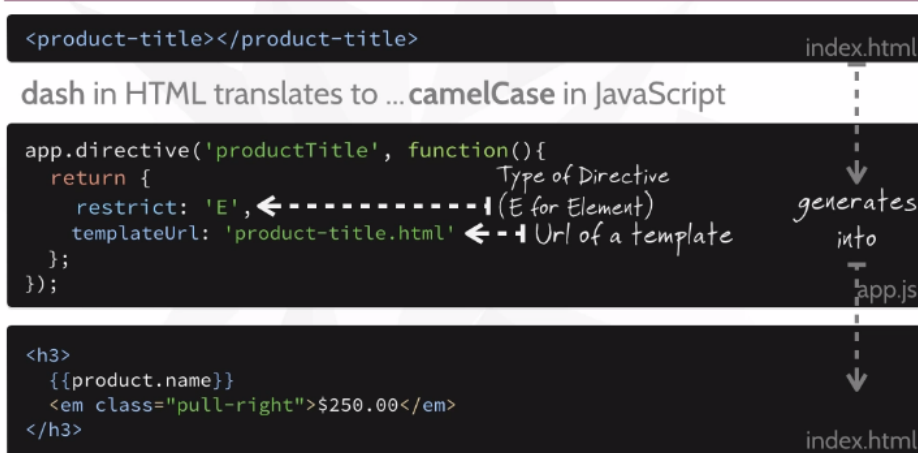 <product-title></product-title>
index.html
dash in HTML translates to ... camelCase in JavaScript
app.directive('productTitle', function(){
return {
Type of Directive
restrict: 'E',
(E for Element)
generates
templateUrl: 'product-title.html'
Url of a template
into
};
});
app.js
<h3>
{{product.name}}
<em class="pull-right">$250.00</em>
</h3>
index.html